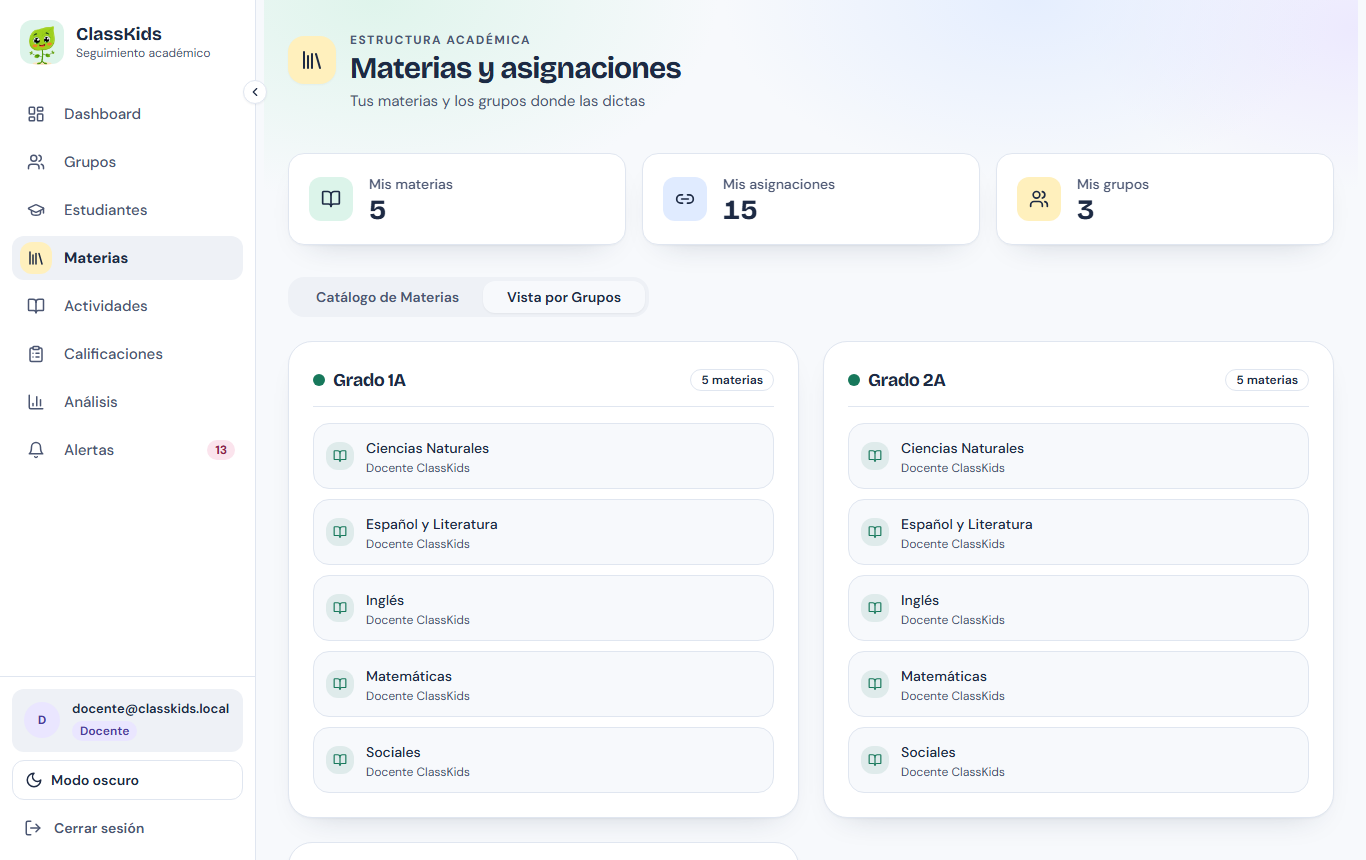 ClassKids
Seguimiento académico
Dashboard
Grupos
Estudiantes
Materias
Actividades
Calificaciones
Análisis
Alertas
13
D
docente@classkids.local
Docente
Modo oscuro
Cerrar sesión
ESTRUCTURA ACADÉMICA
Materias y asignaciones
Tus materias y los grupos donde las dictas
Mis materias
5
Mis asignaciones
15
Mis grupos
3
Catálogo de Materias
Vista por Grupos
Grado 1A
5 materias
Ciencias Naturales
Docente ClassKids
Español y Literatura
Docente ClassKids
Inglés
Docente ClassKids
Matemáticas
Docente ClassKids
Sociales
Docente ClassKids
Grado 2A
5 materias
Ciencias Naturales
Docente ClassKids
Español y Literatura
Docente ClassKids
Inglés
Docente ClassKids
Matemáticas
Docente ClassKids
Sociales
Docente ClassKids